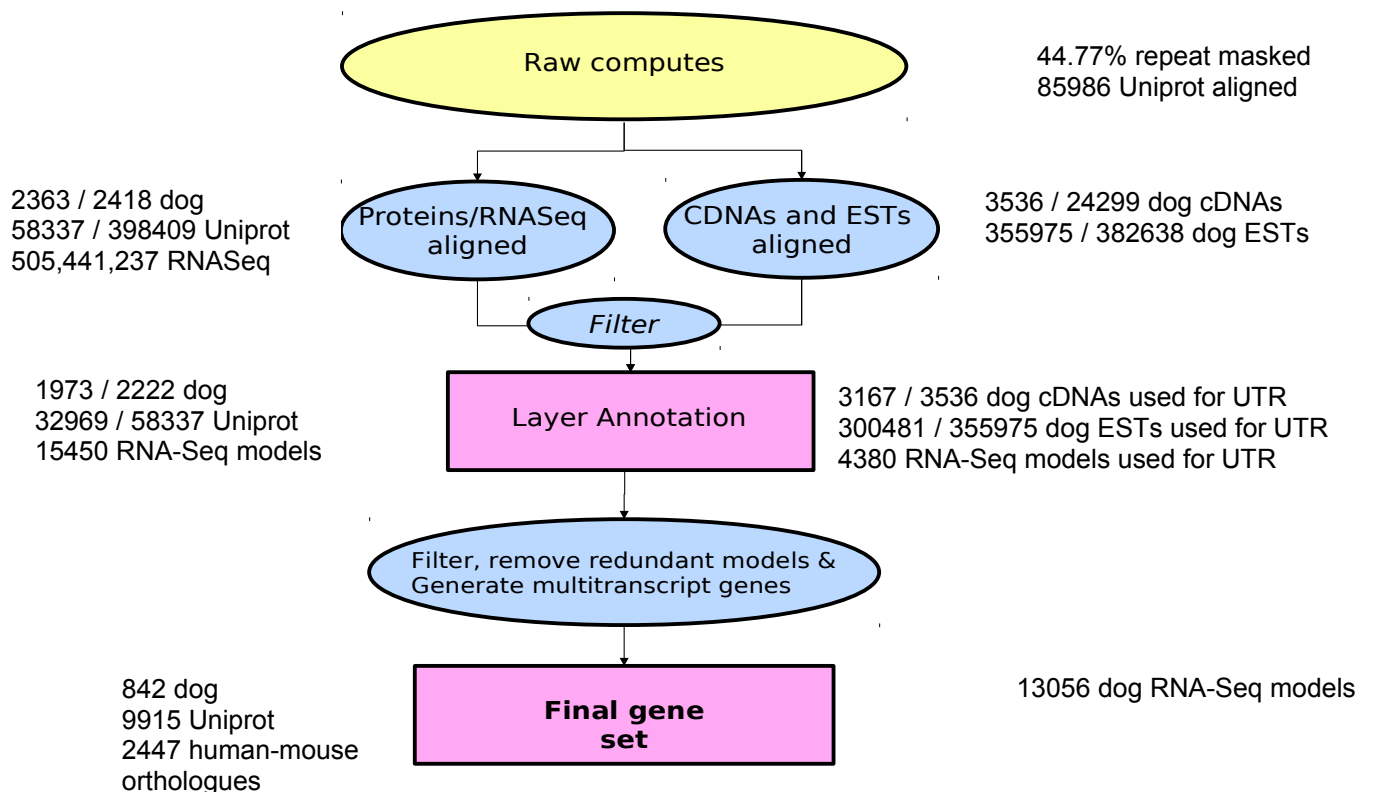 Raw computes
44.77% repeat masked
85986 Uniprot aligned
2363 / 2418 dog
58337 / 398409 Uniprot
505,441,237 RNASeq
Proteins/RNASeq
aligned
CDNAs and ESTs
aligned
3536 / 24299 dog cDNAs
355975 / 382638 dog ESTs
Filter
1973 / 2222 dog
32969 / 58337 Uniprot
15450 RNA-Seq models
Layer Annotation
3167 / 3536 dog cDNAs used for UTR
300481 / 355975 dog ESTs used for UTR
4380 RNA-Seq models used for UTR
Filter, remove redundant models &
Generate multitranscript genes
842 dog
9915 Uniprot
2447 human-mouse
orthologues
Final gene
set
13056 dog RNA-Seq models